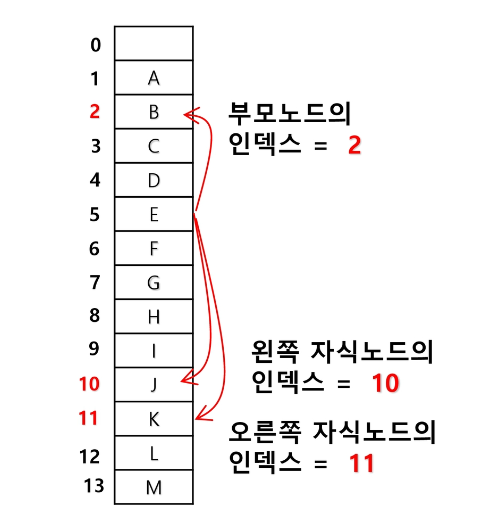 0
1 A
2 B
3 C
4 D
5 E
6 F
7 G
8 H
9 I
10 J
11 K
12 L
13 M
부모노드의
인덱스 = 2
왼쪽 자식노드의
인덱스 = 10
오른쪽 자식노드의
인덱스 = 11